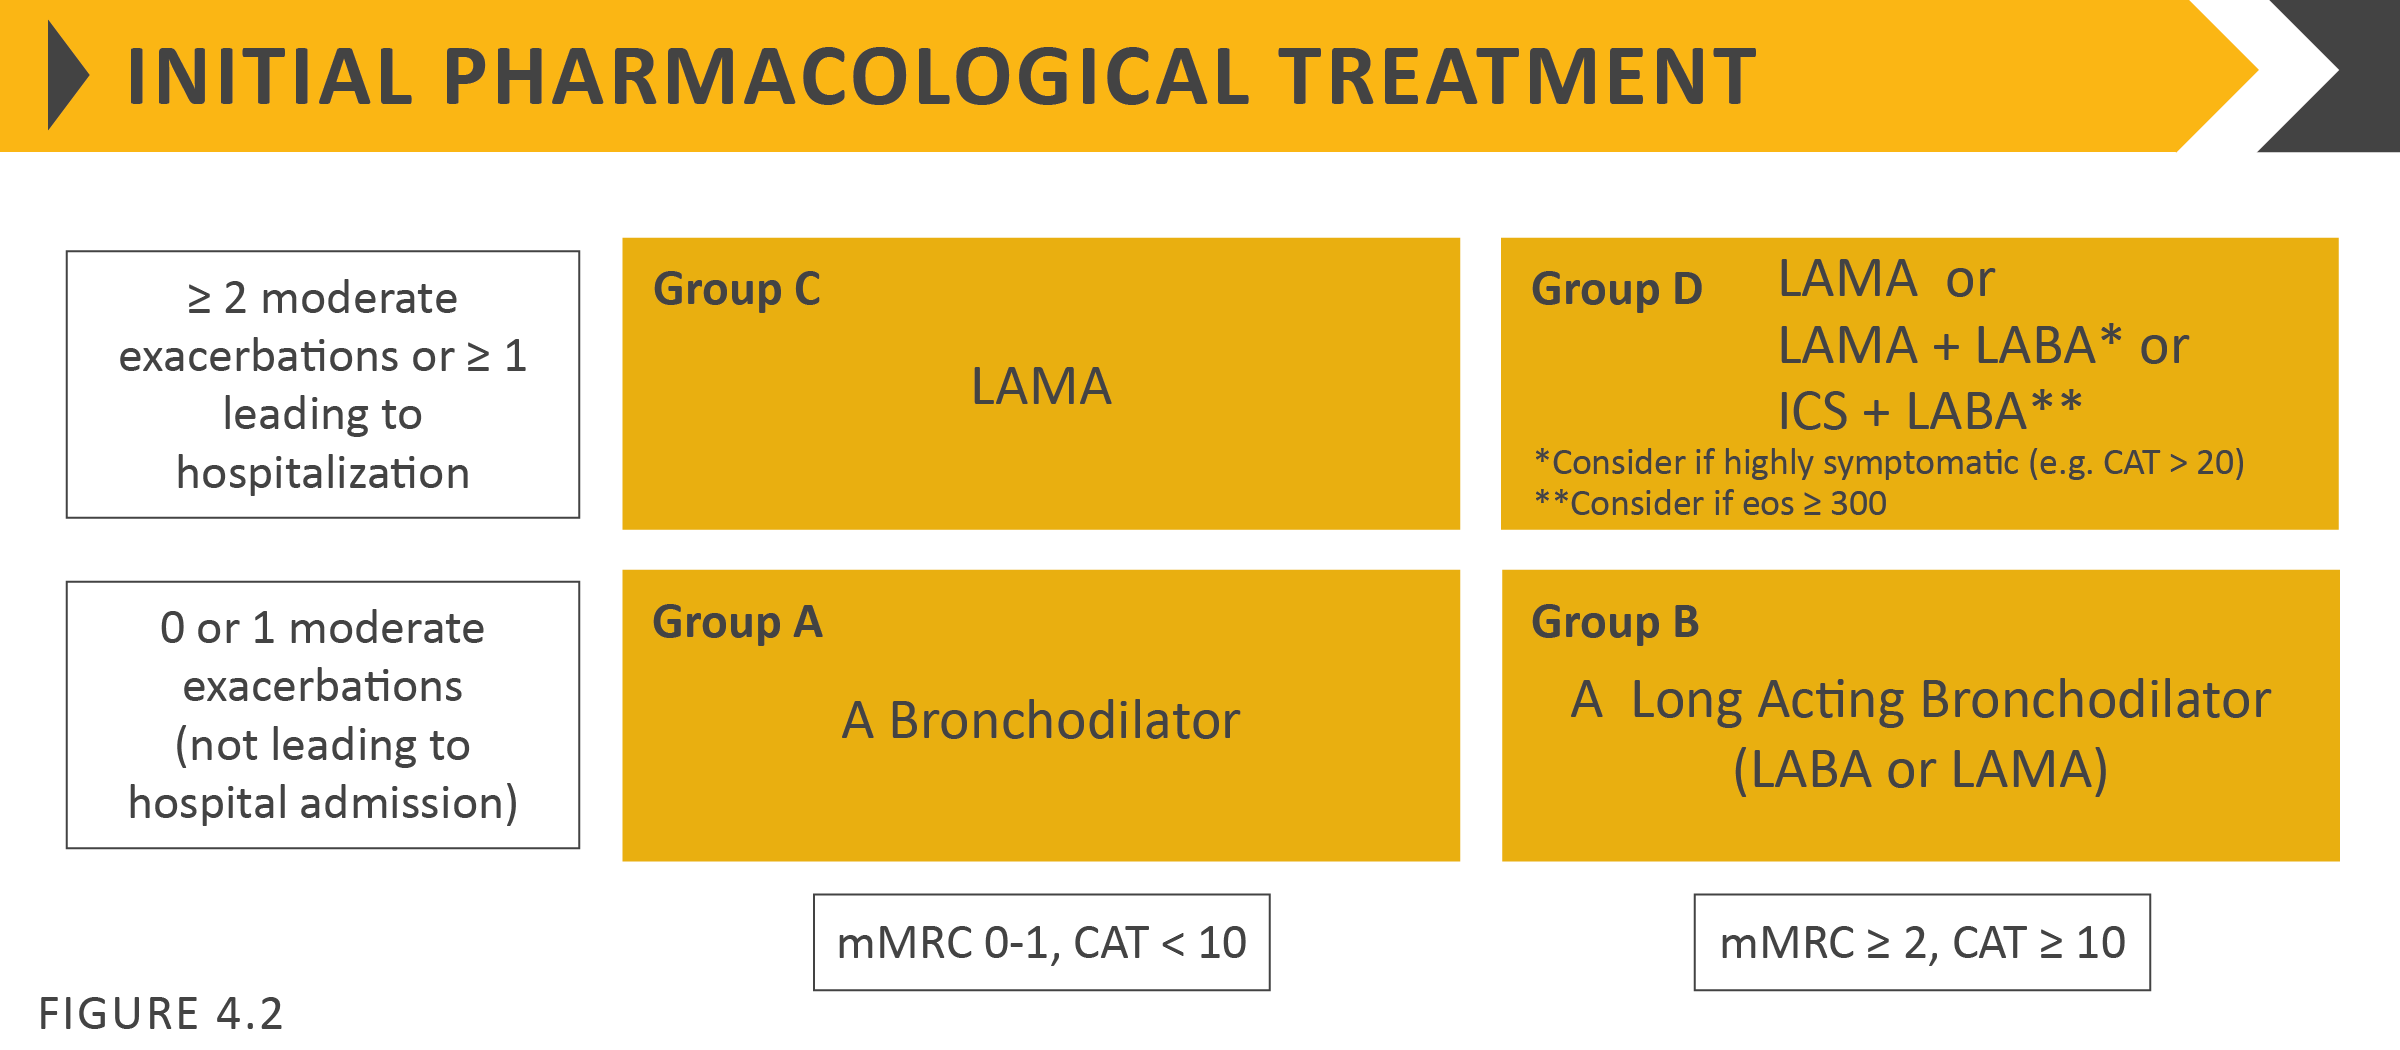 INITIAL PHARMACOLOGICAL TREATMENT
≥ 2 moderate
exacerbations or ≥ 1
leading to
hospitalization
Group C
LAMA
Group D
LAMA or
LAMA + LABA* or
ICS + LABA**
*Consider if highly symptomatic (e.g. CAT > 20)
**Consider if eos ≥ 300
0 or 1 moderate
exacerbations
(not leading to
hospital admission)
Group A
A Bronchodilator
Group B
A Long Acting Bronchodilator
(LABA or LAMA)
mMRC 0-1, CAT < 10
mMRC ≥ 2, CAT ≥ 10
FIGURE 4.2